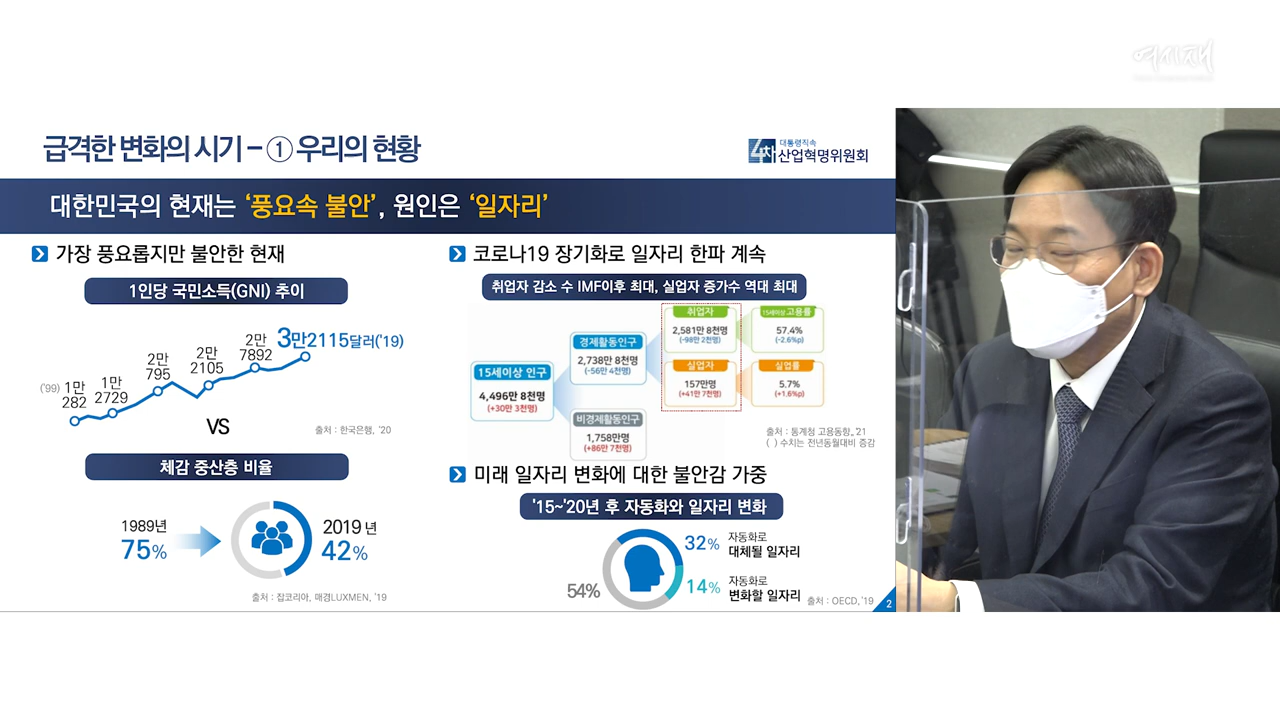 여시재
급격한 변화의 시기 – ① 우리의 현황
대통령직속
4차 산업혁명위원회
대한민국의 현재는 ‘풍요속 불안’, 원인은 ‘일자리’
가장 풍요롭지만 불안한 현재
1인당 국민소득(GNI) 추이
('99) 1만
282
1만
2729
2만
795
2만
2105
2만
7892
3만2115달러('19)
VS
출처 : 한국은행, '20
체감 중산층 비율
1989년
75%
2019년
42%
출처 : 잡코리아, 매경LUXMEN, '19
코로나19 장기화로 일자리 한파 계속
취업자 감소 수 IMF이후 최대, 실업자 증가수 역대 최대
15세이상 인구
4,496만 8천명
(+30만 3천명)
경제활동인구
2,738만 8천명
(-56만 4천명)
비경제활동인구
1,758만명
(+86만 7천명)
취업자
2,581만 8천명
(-98만 2천명)
실업자
157만명
(+41만 7천명)
15세이상 고용률
57.4%
(-2.6%p)
실업률
5.7%
(+1.6%p)
출처 : 통계청 고용동향, '21
( ) 수치는 전년동월대비 증감
미래 일자리 변화에 대한 불안감 가중
'15~'20년 후 자동화와 일자리 변화
54%
32% 자동화로
대체될 일자리
14% 자동화로
변화할 일자리
출처 : OECD,'19
2